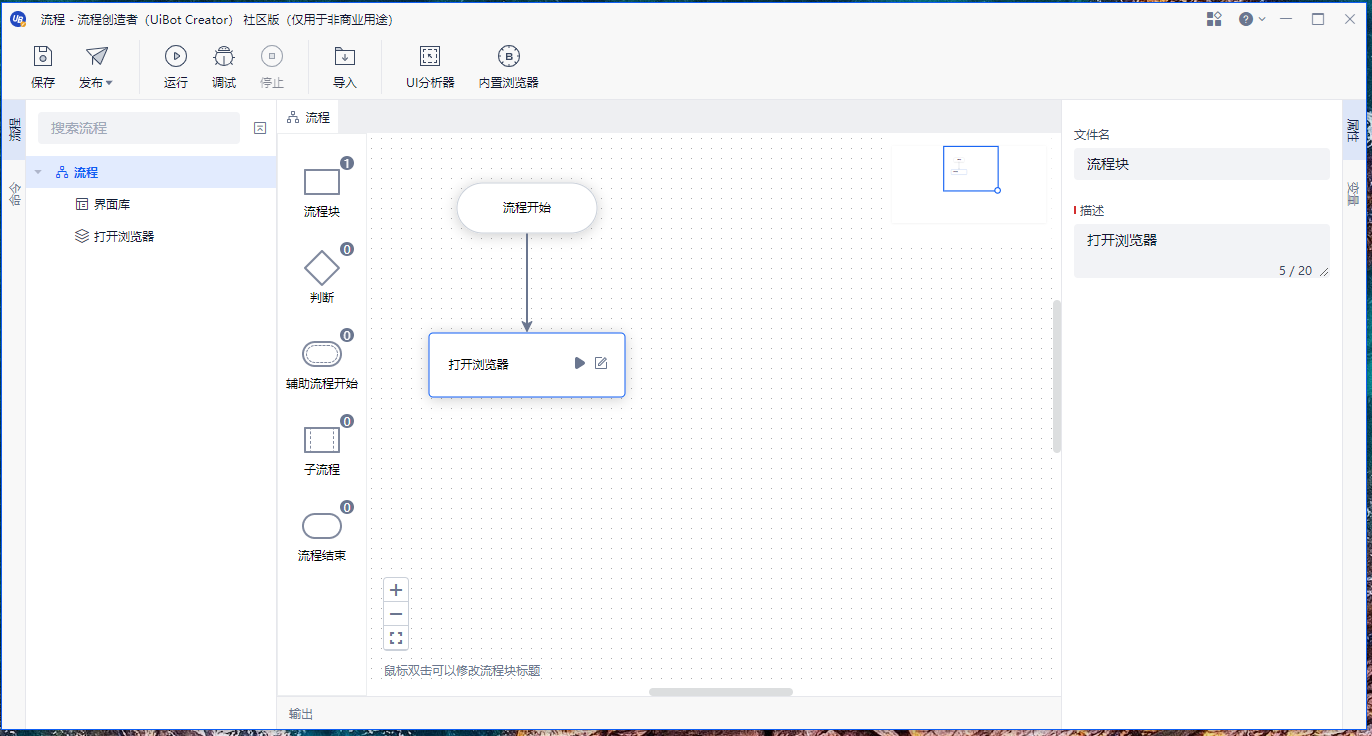 UB 流程 - 流程创造者（UiBot Creator） 社区版（仅用于非商业用途）
保存 发布 运行 调试 停止 导入 UI分析器 内置浏览器
搜索流程
流程
界面库
打开浏览器
流程
1
流程块
0
判断
0
辅助流程开始
0
子流程
0
流程结束
流程开始
打开浏览器
鼠标双击可以修改流程块标题
输出
文件名
流程块
描述
打开浏览器
5 / 20
属性
变量